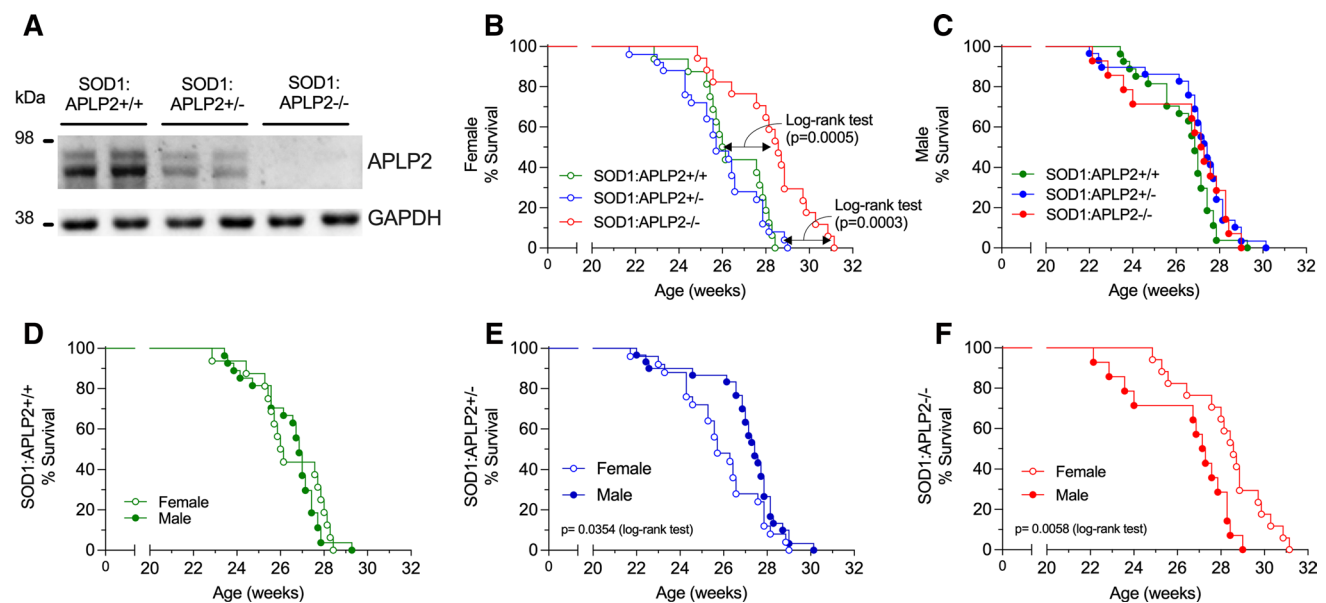 A
kDa
SOD1:
APLP2+/+
SOD1:
APLP2+/-
SOD1:
APLP2-/-
98
APLP2
38
GAPDH
B
Female
% Survival
100
80
60
40
20
0
Log-rank test
(p=0.0005)
SOD1:APLP2+/+
SOD1:APLP2+/-
SOD1:APLP2-/-
Log-rank test
(p=0.0003)
0 20 22 24 26 28 30 32
Age (weeks)
C
Male
% Survival
100
80
60
40
20
0
SOD1:APLP2+/+
SOD1:APLP2+/-
SOD1:APLP2-/-
0 20 22 24 26 28 30 32
Age (weeks)
D
SOD1:APLP2+/+
% Survival
100
80
60
40
20
0
Female
Male
0 20 22 24 26 28 30 32
Age (weeks)
E
SOD1:APLP2+/-
% Survival
100
80
60
40
20
0
Female
Male
p= 0.0354 (log-rank test)
0 20 22 24 26 28 30 32
Age (weeks)
F
SOD1:APLP2-/-
% Survival
100
80
60
40
20
0
Female
Male
p= 0.0058 (log-rank test)
0 20 22 24 26 28 30 32
Age (weeks)